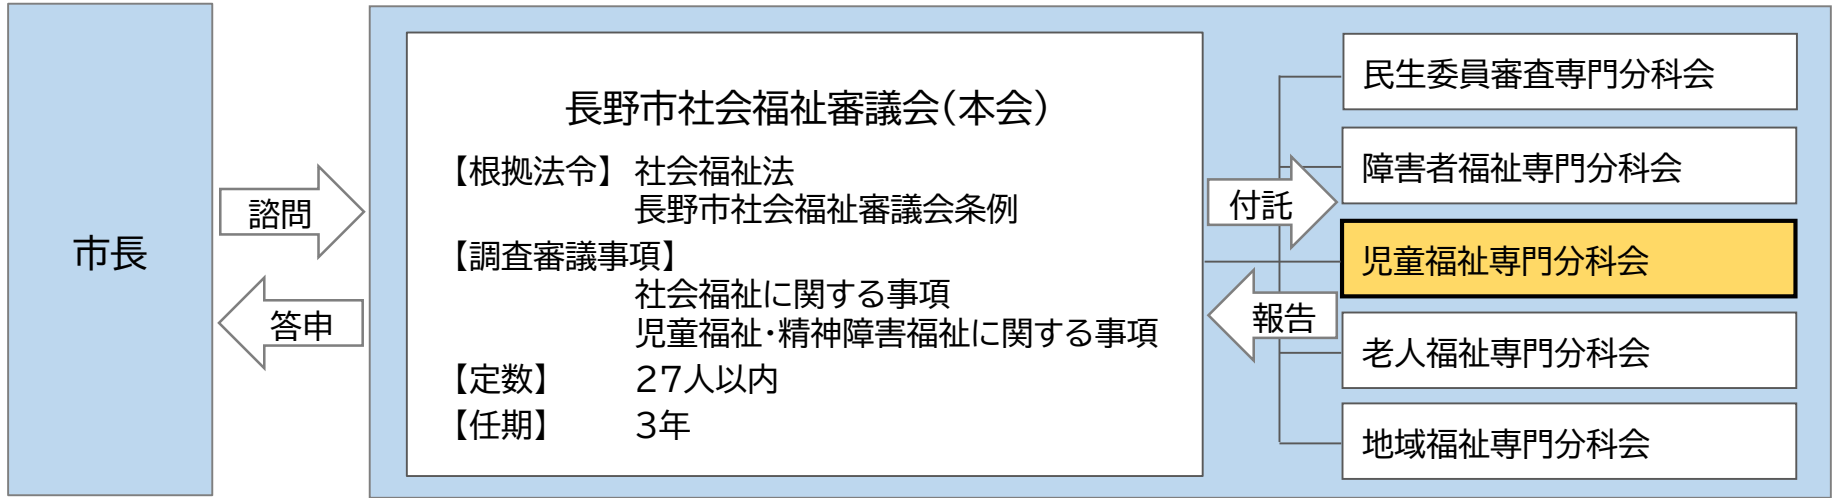 市長
諮問
答申
長野市社会福祉審議会(本会)
【根拠法令】 社会福祉法
長野市社会福祉審議会条例
【調査審議事項】
社会福祉に関する事項
児童福祉・精神障害福祉に関する事項
【定数】 27人以内
【任期】 3年
付託
報告
民生委員審査専門分科会
障害者福祉専門分科会
児童福祉専門分科会
老人福祉専門分科会
地域福祉専門分科会